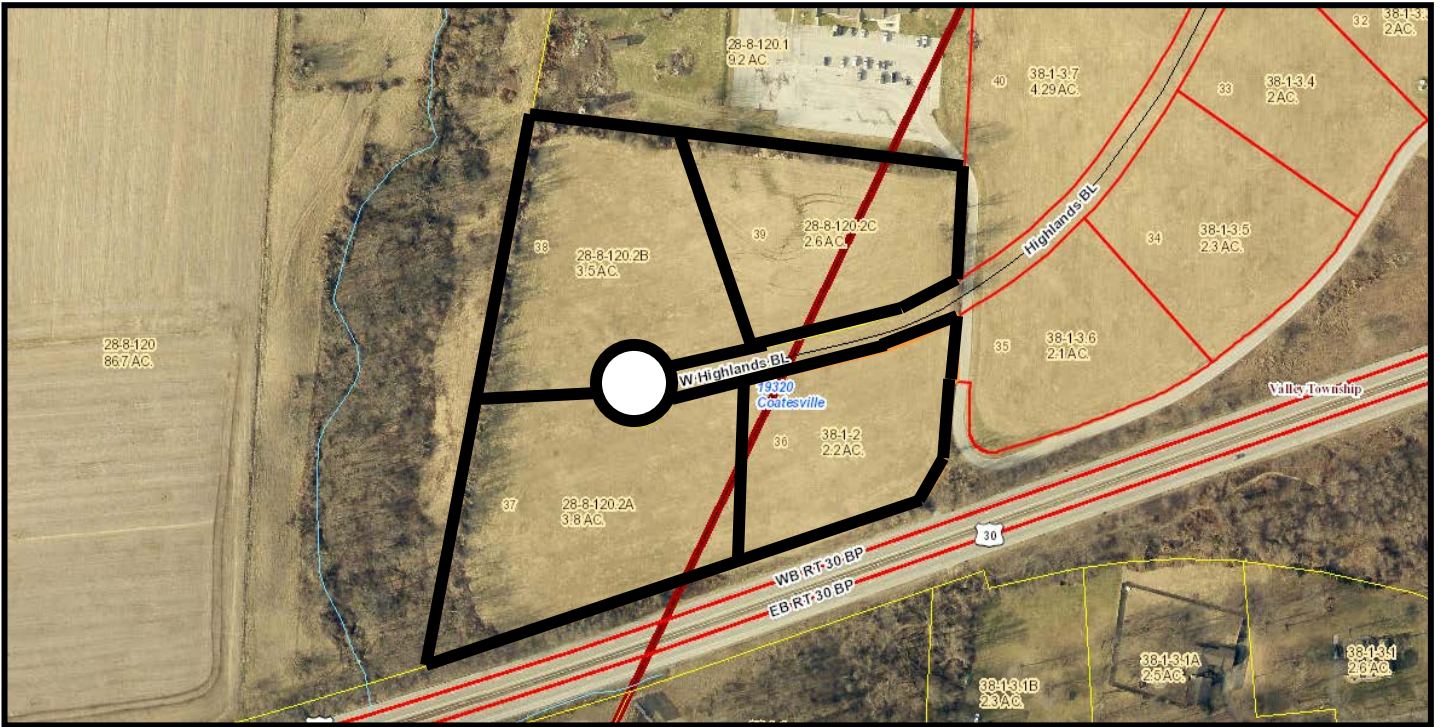 28-8-120.1
9.2 AC.
40
38-1-3.7
4.29 AC.
33
38-1-3.4
2 AC.
32
38-1-3.
2 AC.
38
28-8-120.2B
3.5 AC.
39
28-8-120.2C
2.6 AC.
Highlands BL
34
38-1-3.5
2.3 AC.
28-8-120
86.7 AC.
W Highlands BL
19320
Coatesville
35
38-1-3.6
2.1 AC.
Valley Township
37
28-8-120.2A
3.8 AC.
36
38-1-2
2.2 AC.
30
WB RT 30 BP
EB RT 30 BP
38-1-3.1B
2.3 AC.
38-1-3.1A
2.5 AC.
38-1-3.1
2.6 AC.